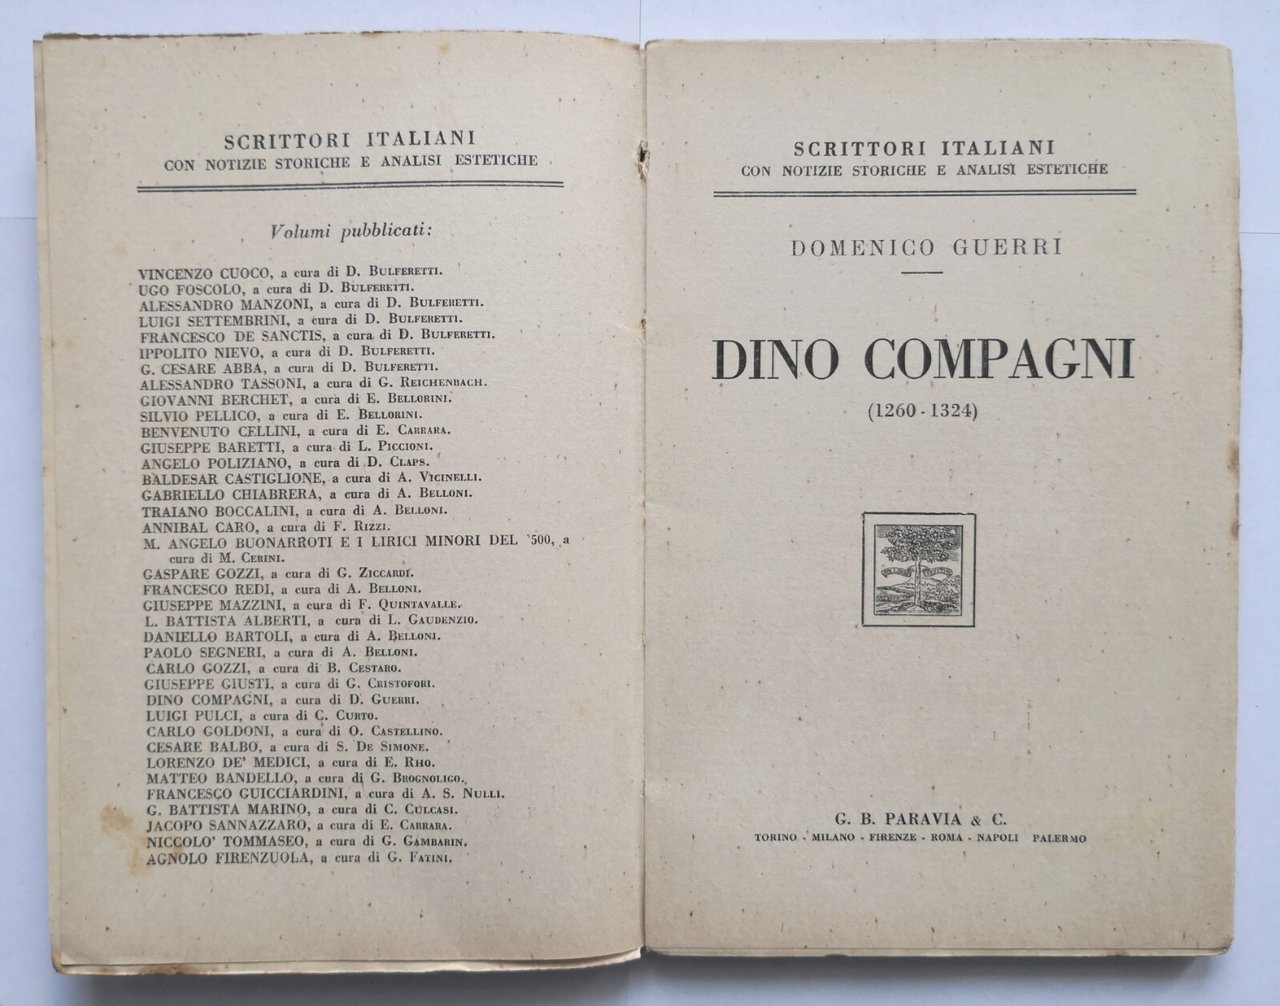 SCRITTORI ITALIANI
CON NOTIZIE STORICHE E ANALISI ESTETICHE
Volumi pubblicati:
VINCENZO CUOCO, a cura di D. BULFERETTI.
UGO FOSCOLO, a cura di D. BULFERETTI.
ALESSANDRO MANZONI, a cura di D. BULFERETTI.
LUIGI SETTEMBRINI, a cura di D. BULFERETTI.
FRANCESCO DE SANCTIS, a cura di D. BULFERETTI.
IPPOLITO NIEVO, a cura di D. BULFERETTI.
G. CESARE ABBA, a cura di D. BULFERETTI.
ALESSANDRO TASSONI, a cura di G. REICHENBACH.
GIOVANNI BERCHET, a cura di E. BELLORINI.
SILVIO PELLICO, a cura di E. BELLORINI.
BENVENUTO CELLINI, a cura di E. CARRARA.
GIUSEPPE BARETTI, a cura di L. PICCIONI.
ANGELO POLIZIANO, a cura di D. CLAPS.
BALDESAR CASTIGLIONE, a cura di A. VICINELLI.
GABRIELLO CHIABRERA, a cura di A. BELLONI.
TRAIANO BOCCALINI, a cura di A. BELLONI.
ANNIBAL CARO, a cura di F. RIZZI.
M. ANGELO BUONARROTI E I LIRICI MINORI DEL '500, a
cura di M. CERINI.
GASPARE GOZZI, a cura di G. ZICCARDI.
FRANCESCO REDI, a cura di A. BELLONI.
GIUSEPPE MAZZINI, a cura di F. QUINTAVALLE.
L. BATTISTA ALBERTI, a cura di L. GAUDENZIO.
DANIELLO BARTOLI, a cura di A. BELLONI.
PAOLO SEGNERI, a cura di A. BELLONI.
CARLO GOZZI, a cura di B. CESTARO.
GIUSEPPE GIUSTI, a cura di G. CRISTOFORI.
DINO COMPAGNI, a cura di D. GUERRI.
LUIGI PULCI, a cura di C. CURTO.
CARLO GOLDONI, a cura di O. CASTELLINO.
CESARE BALBO, a cura di S. DE SIMONE.
LORENZO DE' MEDICI, a cura di E. RHO.
MATTEO BANDELLO, a cura di G. BROGNOLIGO.
FRANCESCO GUICCIARDINI, a cura di A. S. NULLI.
G. BATTISTA MARINO, a cura di C. CULCASI.
JACOPO SANNAZZARO, a cura di E. CARRARA.
NICCOLO' TOMMASEO, a cura di G. GAMBARIN.
AGNOLO FIRENZUOLA, a cura di G. FATINI.
SCRITTORI ITALIANI
CON NOTIZIE STORICHE E ANALISI ESTETICHE
DOMENICO GUERRI
DINO COMPAGNI
(1260 - 1324)
G. B. PARAVIA & C.
TORINO - MILANO - FIRENZE - ROMA - NAPOLI PALERMO